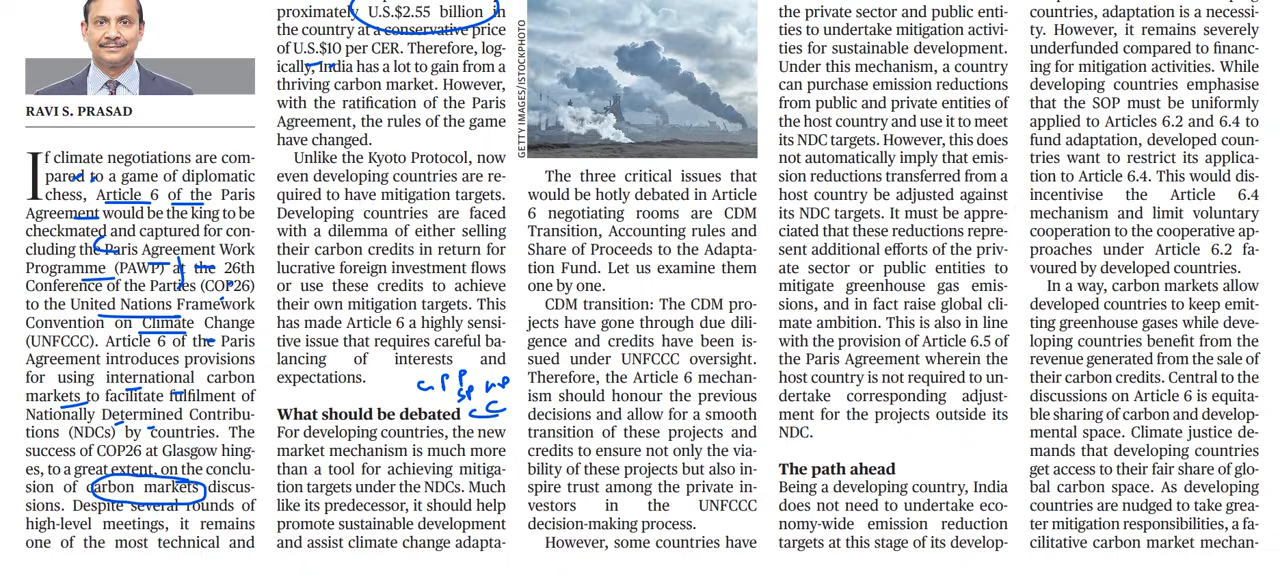 RAVI S. PRASAD
If climate negotiations are com-
pared to a game of diplomatic
chess, Article 6 of the Paris
Agreement would be the king to be
checkmated and captured for con-
cluding the Paris Agreement Work
Programme (PAWP) at the 26th
Conference of the Parties (COP26)
to the United Nations Framework
Convention on Climate Change
(UNFCCC). Article 6 of the Paris
Agreement introduces provisions
for using international carbon
markets to facilitate fulfilment of
Nationally Determined Contribu-
tions (NDCs) by countries. The
success of COP26 at Glasgow hing-
es, to a great extent, on the conclu-
sion of carbon markets discus-
sions. Despite several rounds of
high-level meetings, it remains
one of the most technical and
proximately U.S.$2.55 billion in
the country at a conservative price
of U.S.$10 per CER. Therefore, log-
ically, India has a lot to gain from a
thriving carbon market. However,
with the ratification of the Paris
Agreement, the rules of the game
have changed.
Unlike the Kyoto Protocol, now
even developing countries are re-
quired to have mitigation targets.
Developing countries are faced
with a dilemma of either selling
their carbon credits in return for
lucrative foreign investment flows
or use these credits to achieve
their own mitigation targets. This
has made Article 6 a highly sensi-
tive issue that requires careful ba-
lancing of interests and
expectations.
What should be debated
For developing countries, the new
market mechanism is much more
than a tool for achieving mitiga-
tion targets under the NDCs. Much
like its predecessor, it should help
promote sustainable development
and assist climate change adapta-
GETTY IMAGES/ISTOCKPHOTO
The three critical issues that
would be hotly debated in Article
6 negotiating rooms are CDM
Transition, Accounting rules and
Share of Proceeds to the Adapta-
tion Fund. Let us examine them
one by one.
CDM transition: The CDM pro-
jects have gone through due dili-
gence and credits have been is-
sued under UNFCCC oversight.
Therefore, the Article 6 mechan-
ism should honour the previous
decisions and allow for a smooth
transition of these projects and
credits to ensure not only the via-
bility of these projects but also in-
spire trust among the private in-
vestors in the UNFCCC
decision-making process.
However, some countries have
the private sector and public enti-
ties to undertake mitigation activi-
ties for sustainable development.
Under this mechanism, a country
can purchase emission reductions
from public and private entities of
the host country and use it to meet
its NDC targets. However, this does
not automatically imply that emis-
sion reductions transferred from a
host country be adjusted against
its NDC targets. It must be appre-
ciated that these reductions repre-
sent additional efforts of the priv-
ate sector or public entities to
mitigate greenhouse gas emis-
sions, and in fact raise global cli-
mate ambition. This is also in line
with the provision of Article 6.5 of
the Paris Agreement wherein the
host country is not required to un-
dertake corresponding adjust-
ment for the projects outside its
NDC.
The path ahead
Being a developing country, India
does not need to undertake eco-
nomy-wide emission reduction
targets at this stage of its develop-
countries, adaptation is a necessi-
ty. However, it remains severely
underfunded compared to financ-
ing for mitigation activities. While
developing countries emphasise
that the SOP must be uniformly
applied to Articles 6.2 and 6.4 to
fund adaptation, developed coun-
tries want to restrict its applica-
tion to Article 6.4. This would dis-
incentivise the Article 6.4
mechanism and limit voluntary
cooperation to the cooperative ap-
proaches under Article 6.2 fa-
voured by developed countries.
In a way, carbon markets allow
developed countries to keep emit-
ting greenhouse gases while deve-
loping countries benefit from the
revenue generated from the sale of
their carbon credits. Central to the
discussions on Article 6 is equita-
ble sharing of carbon and develop-
mental space. Climate justice de-
mands that developing countries
get access to their fair share of glo-
bal carbon space. As developing
countries are nudged to take grea-
ter mitigation responsibilities, a fa-
cilitative carbon market mechan-